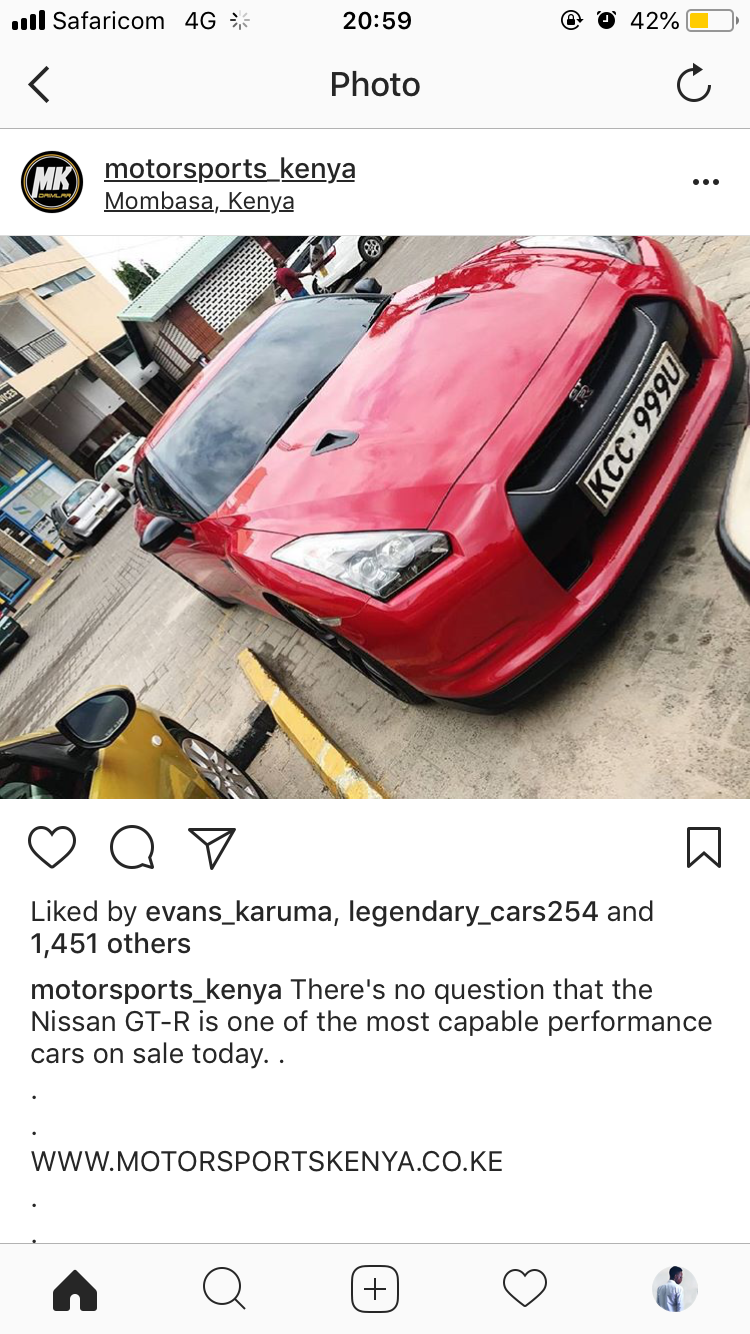 Safaricom 4G 20:59 42%
Photo
MK
motorsports_kenya
Mombasa, Kenya
KCC 999U
Liked by evans_karuma, legendary_cars254 and
1,451 others
motorsports_kenya There's no question that the
Nissan GT-R is one of the most capable performance
cars on sale today. .
.
.
WWW.MOTORSPORTSKENYA.CO.KE
.
.